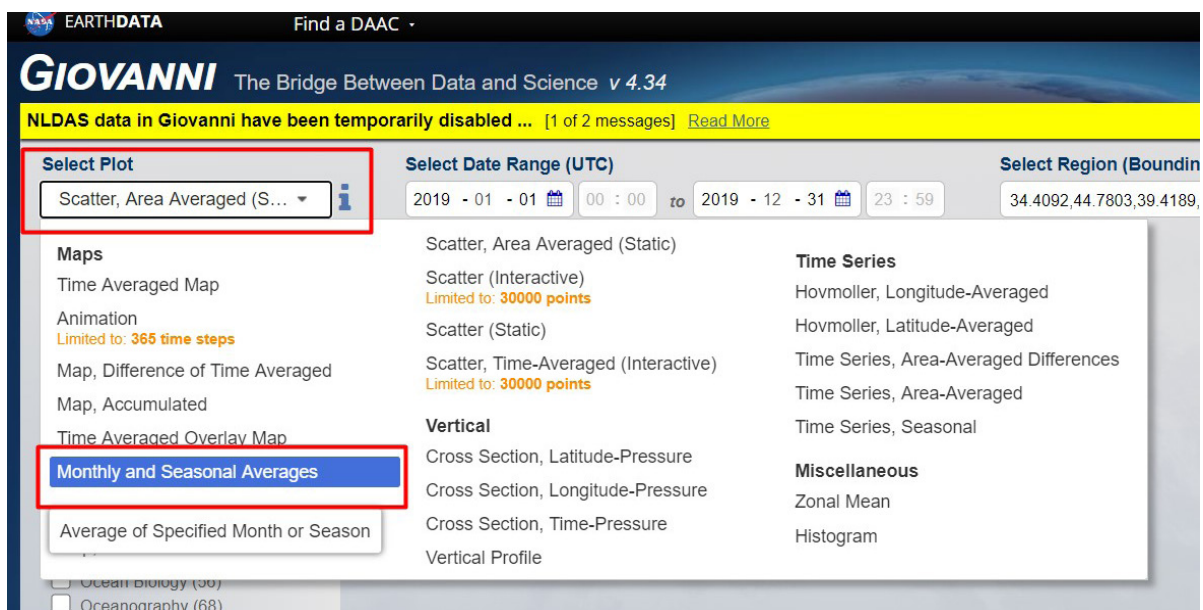 NASA
EARTHDATA
Find a DAAC
GIOVANNI The Bridge Between Data and Science v 4.34
NLDAS data in Giovanni have been temporarily disabled ... [1 of 2 messages] Read More
Select Plot
Scatter, Area Averaged (S...
Select Date Range (UTC)
2019 - 01 - 01 00 : 00 to 2019 - 12 - 31 23 : 59
Select Region (Boundin
34.4092,44.7803,39.4189,
Maps
Time Averaged Map
Animation
Limited to: 365 time steps
Map, Difference of Time Averaged
Map, Accumulated
Time Averaged Overlay Map
Monthly and Seasonal Averages
Average of Specified Month or Season
Scatter, Area Averaged (Static)
Scatter (Interactive)
Limited to: 30000 points
Scatter (Static)
Scatter, Time-Averaged (Interactive)
Limited to: 30000 points
Vertical
Cross Section, Latitude-Pressure
Cross Section, Longitude-Pressure
Cross Section, Time-Pressure
Vertical Profile
Time Series
Hovmoller, Longitude-Averaged
Hovmoller, Latitude-Averaged
Time Series, Area-Averaged Differences
Time Series, Area-Averaged
Time Series, Seasonal
Miscellaneous
Zonal Mean
Histogram
Ocean Biology (56)
Oceanography (68)